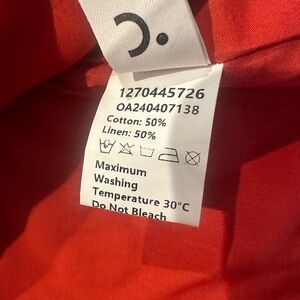 1270445726
OA240407138
Cotton: 50%
Linen: 50%
Maximum
Washing
Temperature 30°C
Do Not Bleach